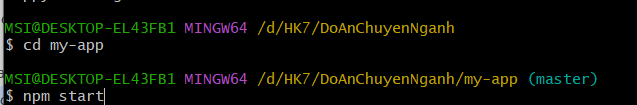 MSI@DESKTOP-EL43FB1 MINGW64 /d/HK7/DoAnChuyenNganh
$ cd my-app
MSI@DESKTOP-EL43FB1 MINGW64 /d/HK7/DoAnChuyenNganh/my-app (master)
$ npm start